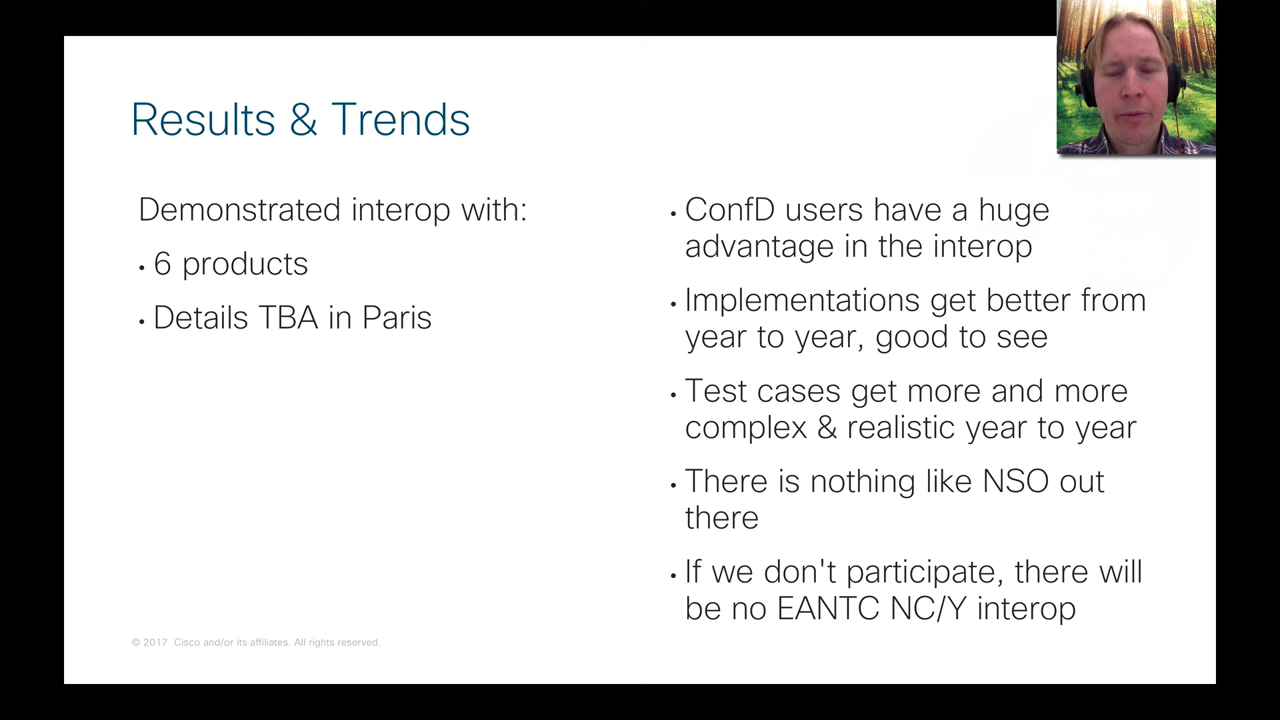 Results & Trends
Demonstrated interop with:
• 6 products
• Details TBA in Paris
• ConfD users have a huge
advantage in the interop
• Implementations get better from
year to year, good to see
• Test cases get more and more
complex & realistic year to year
• There is nothing like NSO out
there
• If we don't participate, there will
be no EANTC NC/Y interop
© 2017 Cisco and/or its affiliates. All rights reserved.